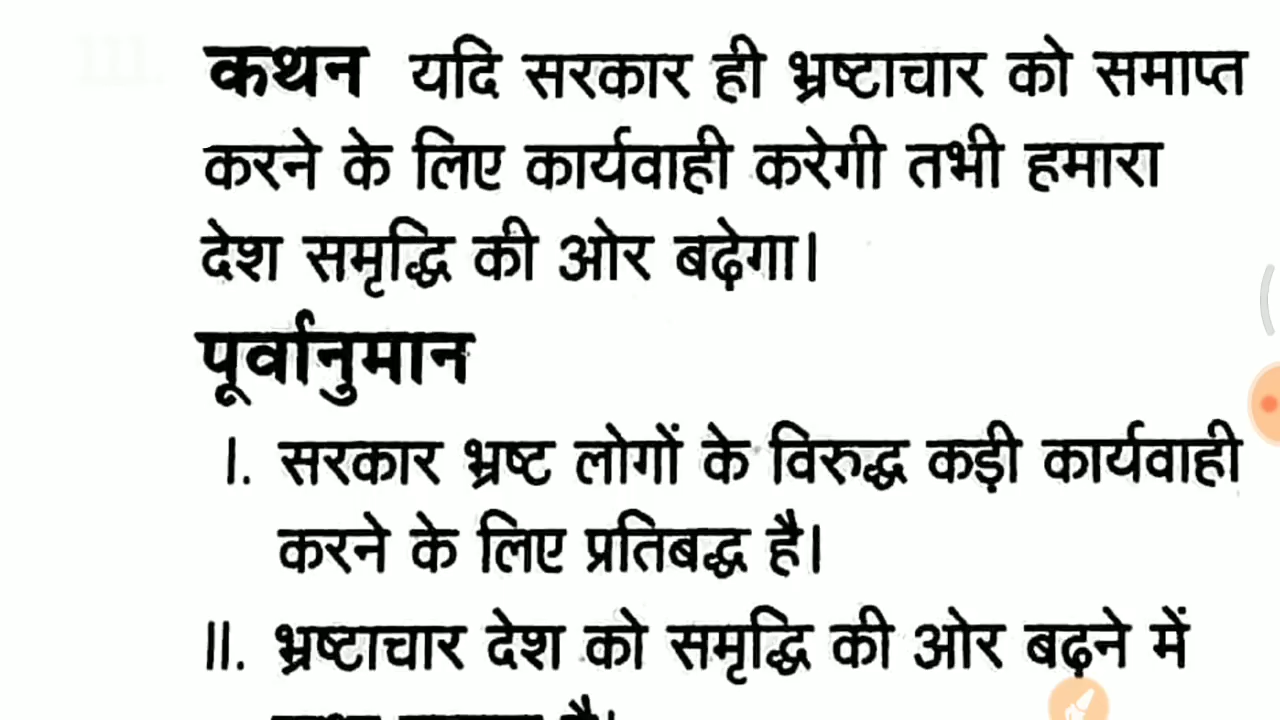 कथन यदि सरकार ही भ्रष्टाचार को समाप्त
करने के लिए कार्यवाही करेगी तभी हमारा
देश समृद्धि की ओर बढ़ेगा।
पूर्वानुमान
I. सरकार भ्रष्ट लोगों के विरुद्ध कड़ी कार्यवाही
करने के लिए प्रतिबद्ध है।
II. भ्रष्टाचार देश को समृद्धि की ओर बढ़ने में
है।